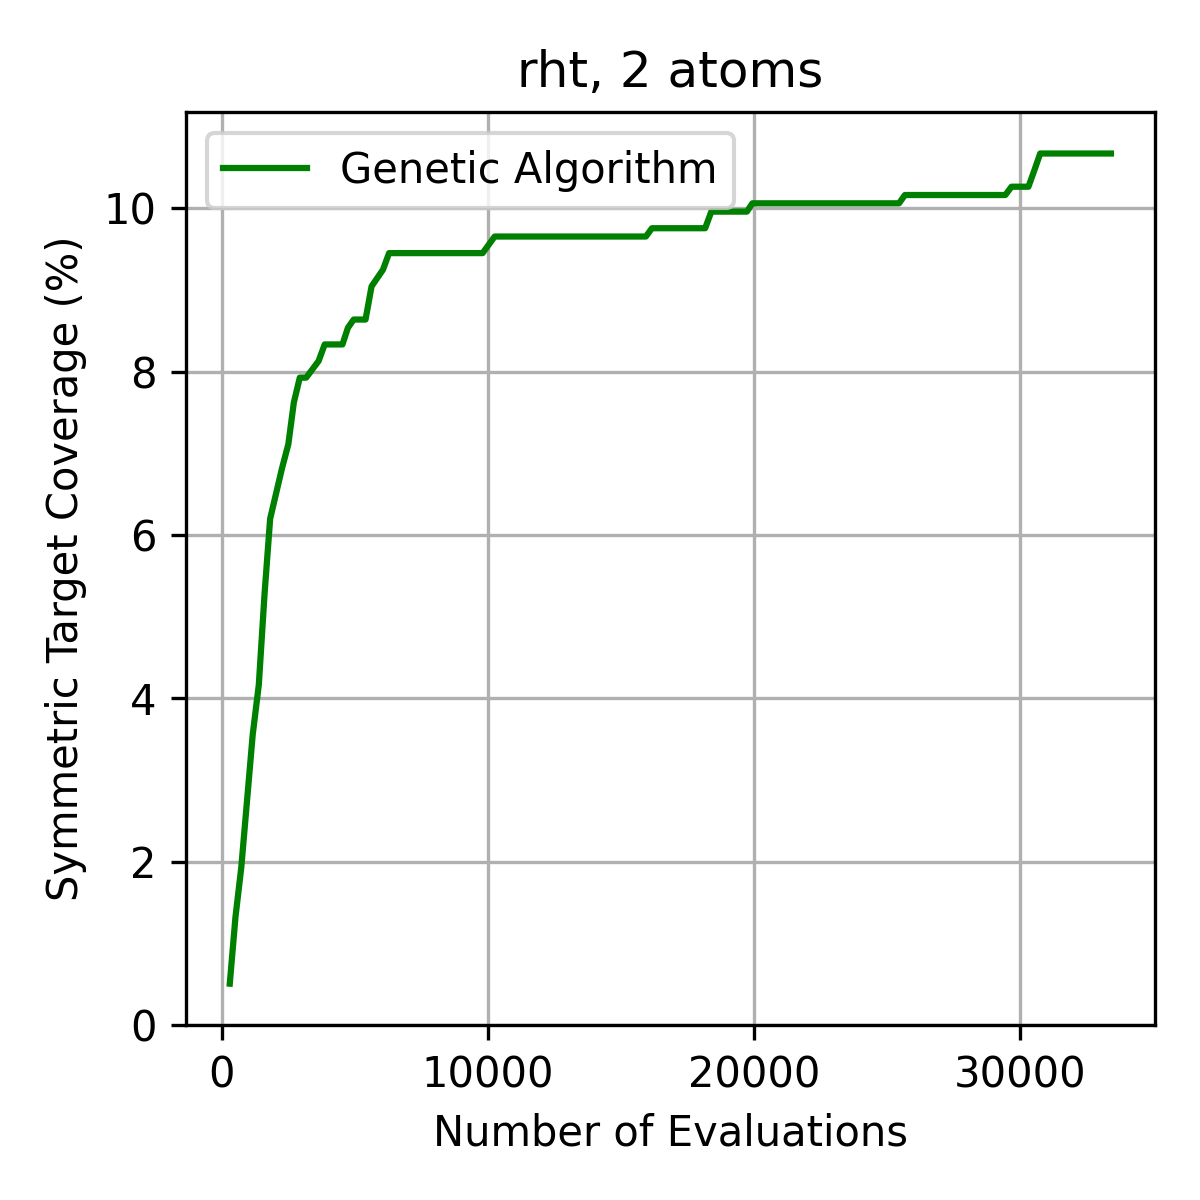 rht, 2 atoms
Genetic Algorithm
Symmetric Target Coverage (%)
10
8
6
4
2
0
0 10000 20000 30000
Number of Evaluations